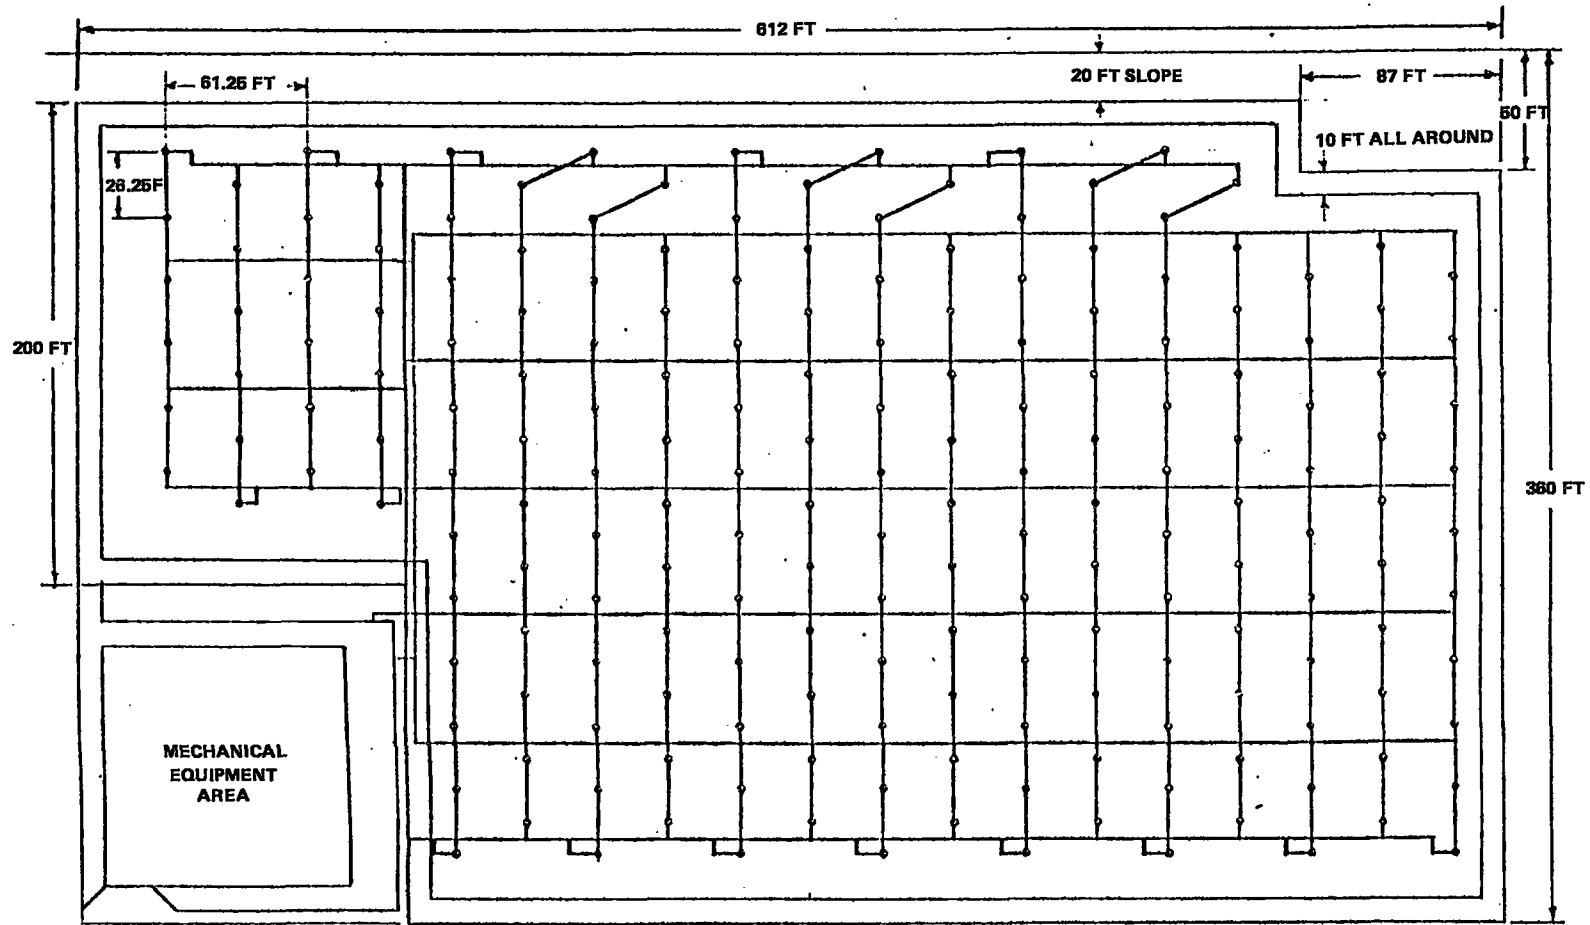 612 FT
61.25 FT
20 FT SLOPE
87 FT
50 FT
10 FT ALL AROUND
26.25F
200 FT
360 FT
MECHANICAL
EQUIPMENT
AREA